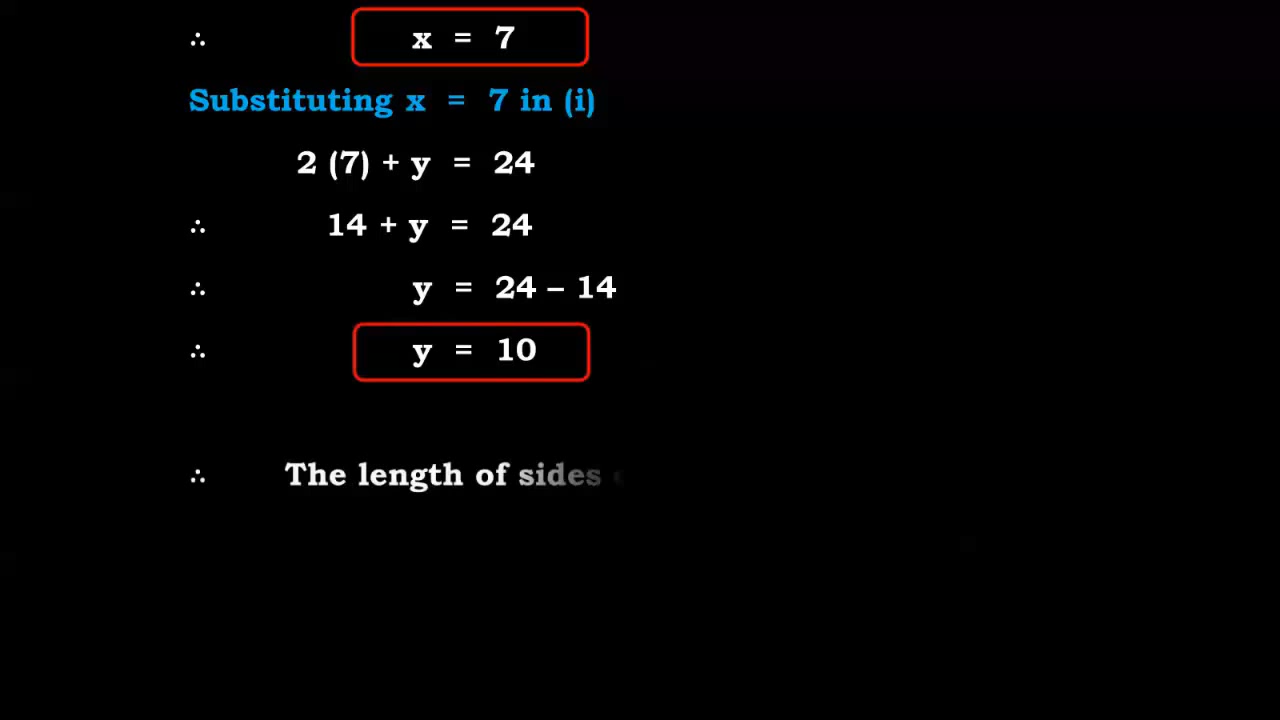 ∴ x = 7
Substituting x = 7 in (i)
2 (7) + y = 24
∴ 14 + y = 24
∴ y = 24 – 14
∴ y = 10
∴ The length of sides